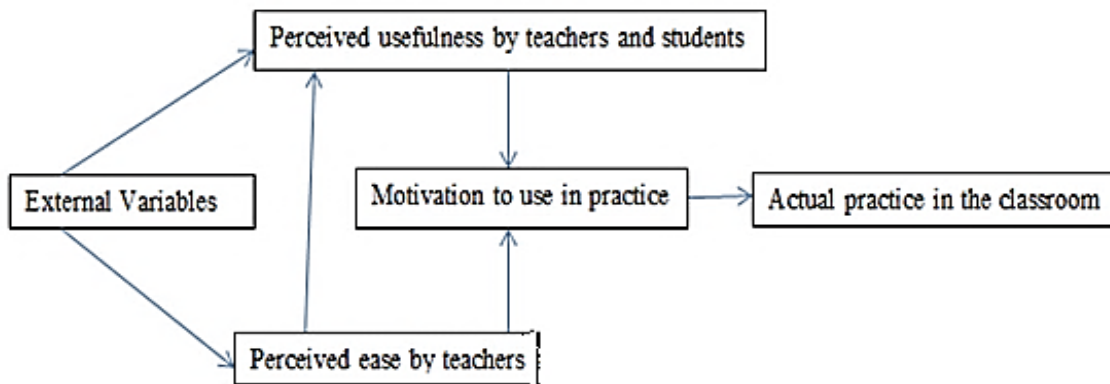 Perceived usefulness by teachers and students
External Variables
Motivation to use in practice
Actual practice in the classroom
Perceived ease by teachers